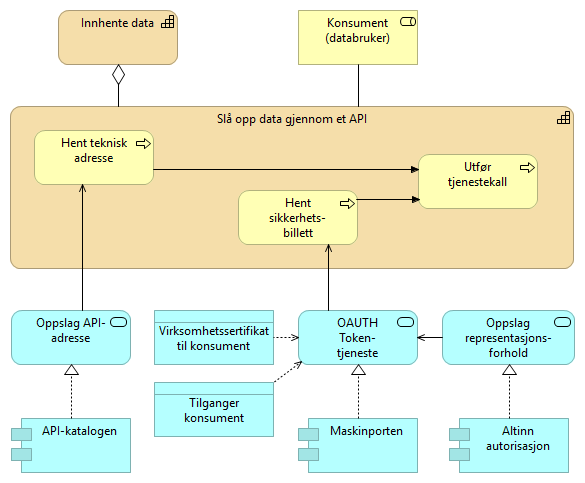 Innhente data
Konsument
(databruker)
Slå opp data gjennom et API
Hent teknisk
adresse
Utfør
tjenestekall
Hent
sikkerhets-
billett
Oppslag API-
adresse
Virksomhetssertifikat
til konsument
OAUTH
Token-
tjeneste
Oppslag
representasjons-
forhold
Tilganger
konsument
API-katalogen
Maskinporten
Altinn
autorisasjon